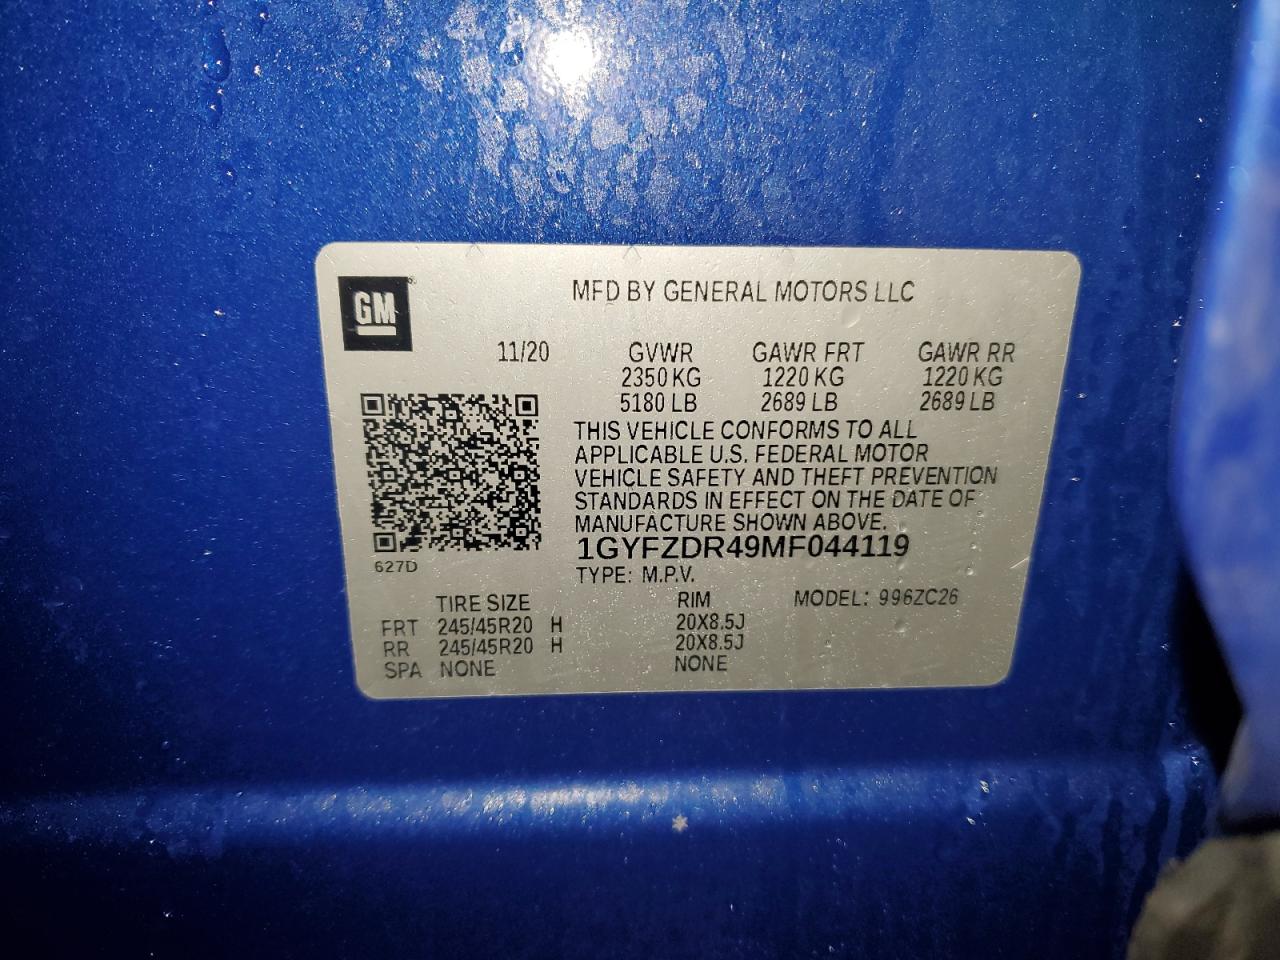 GM
MFD BY GENERAL MOTORS LLC
11/20 GVWR GAWR FRT GAWR RR
2350 KG 1220 KG 1220 KG
5180 LB 2689 LB 2689 LB
THIS VEHICLE CONFORMS TO ALL
APPLICABLE U.S. FEDERAL MOTOR
VEHICLE SAFETY AND THEFT PREVENTION
STANDARDS IN EFFECT ON THE DATE OF
MANUFACTURE SHOWN ABOVE.
1GYFZDR49MF044119
627D
TYPE: M.P.V.
TIRE SIZE RIM MODEL: 996ZC26
FRT 245/45R20 H 20X8.5J
RR 245/45R20 H 20X8.5J
SPA NONE NONE